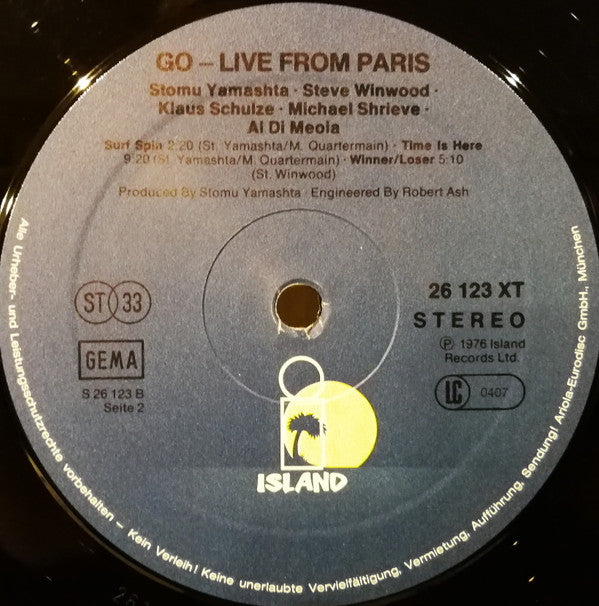 GO – LIVE FROM PARIS
Stomu Yamashta · Steve Winwood ·
Klaus Schulze · Michael Shrieve ·
Al Di Meola
Surf Spin 2:20 (St. Yamashta/M. Quartermain) · Time Is Here
9:20 (St. Yamashta/M. Quartermain) · Winner/Loser 5:10
(St. Winwood)
Produced By Stomu Yamashta · Engineered By Robert Ash
ST 33
GEMA
S 26 123 B
Seite 2
26 123 XT
STEREO
Ⓟ 1976 Island
Records Ltd.
LC 0407
ISLAND
Alle Urheber- und Leistungsschutzrechte vorbehalten – Kein Verleih! Keine unerlaubte Vervielfältigung, Vermietung, Aufführung, Sendung! Ariola-Eurodisc GmbH., München